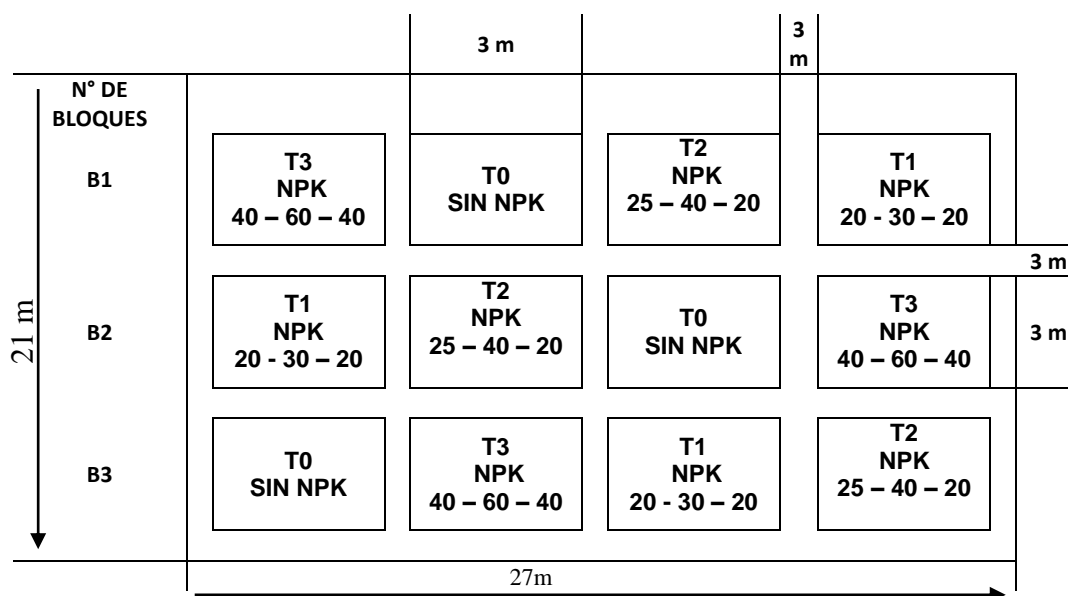 3 m
3
m
N° DE
BLOQUES
B1
T3
NPK
40 – 60 – 40
T0
SIN NPK
T2
NPK
25 – 40 – 20
T1
NPK
20 - 30 – 20
3 m
21 m
B2
T1
NPK
20 - 30 – 20
T2
NPK
25 – 40 – 20
T0
SIN NPK
T3
NPK
40 – 60 – 40
3 m
B3
T0
SIN NPK
T3
NPK
40 – 60 – 40
T1
NPK
20 - 30 – 20
T2
NPK
25 – 40 – 20
27m